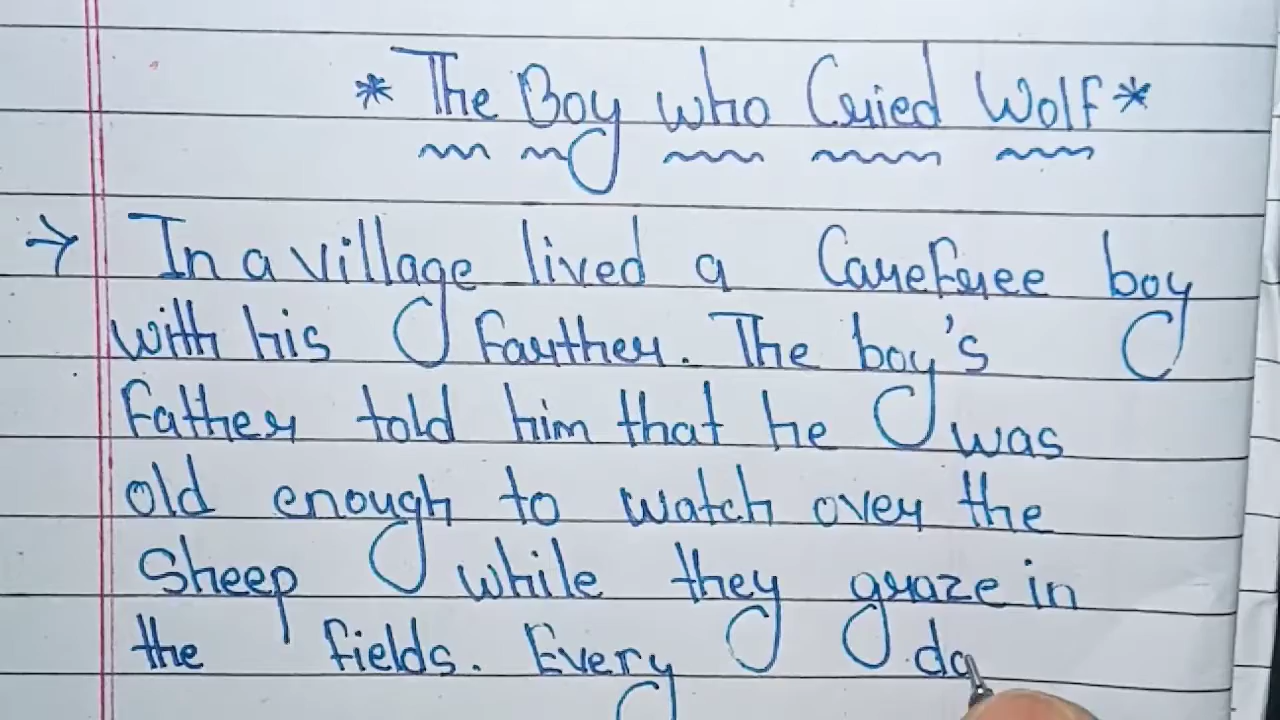 * The Boy who Cried Wolf *
→ In a village lived a Carefree boy
with his Farther. The boy's
Father told him that he was
old enough to watch over the
Sheep while they graze in
the fields. Every da